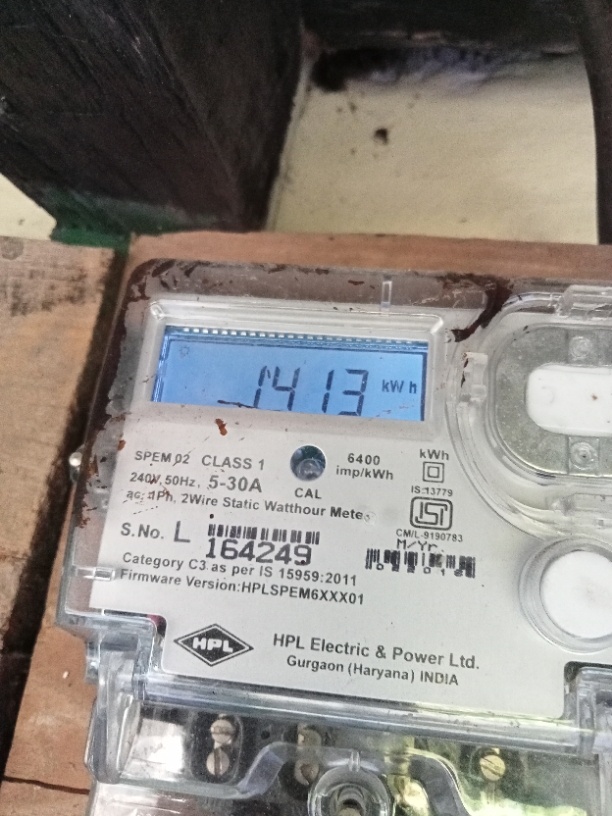 1413 kWh
SPEM 02 CLASS 1
240V, 50Hz, 5-30A
ac, 1Ph, 2Wire Static Watthour Meter
CAL
6400
imp/kWh
kWh
IS:13779
ISI
CM/L-9190783
M/Yr.
S.No. L
164249
Category C3 as per IS 15959:2011
Firmware Version:HPLSPEM6XXX01
HPL
HPL Electric & Power Ltd.
Gurgaon (Haryana) INDIA